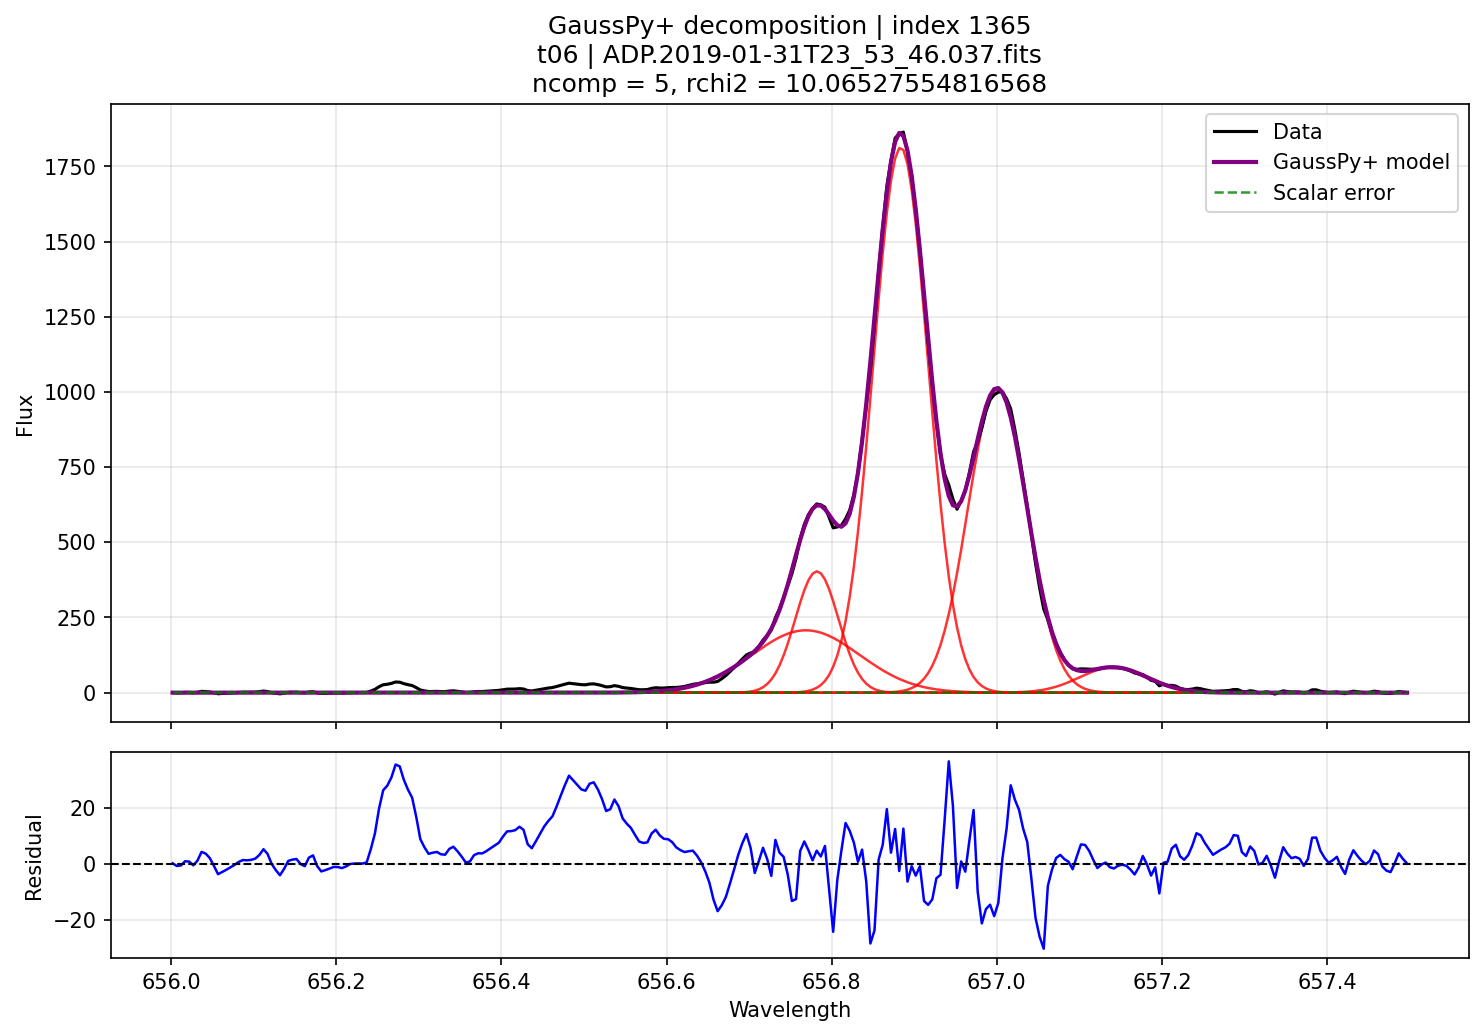 GaussPy+ decomposition | index 1365
t06 | ADP.2019-01-31T23_53_46.037.fits
ncomp = 5, rchi2 = 10.06527554816568
Data
GaussPy+ model
Scalar error
1750
1500
1250
1000
750
500
250
0
Flux
20
0
−20
Residual
656.0 656.2 656.4 656.6 656.8 657.0 657.2 657.4
Wavelength